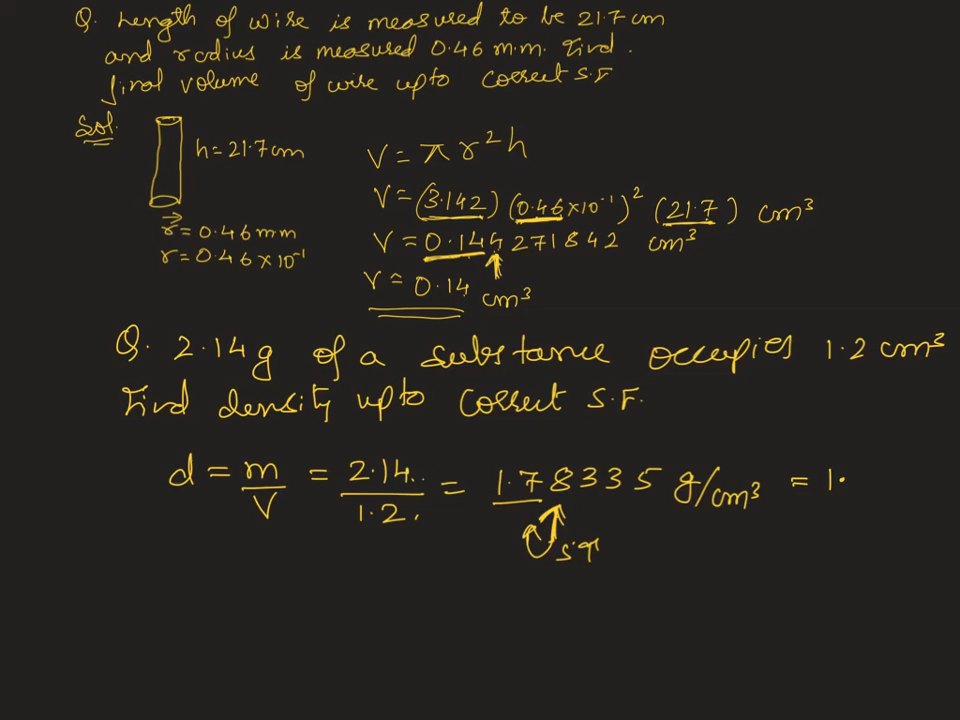 Q. Length of wire is measured to be 21.7 cm
and radius is measured 0.46 m.m. Find.
final volume of wire upto correct S.F
Sol.
h = 21.7 cm
r = 0.46 mm
r = 0.46 × 10⁻¹
V = π r² h
V = (3.142) (0.46×10⁻¹)² (21.7) cm³
V = 0.144271842 cm³
V = 0.14 cm³
Q. 2.14 g of a substance occupies 1.2 cm³
Find density upto correct S.F.
d = m/V = 2.14/1.2 = 1.78335 g/cm³ = 1.